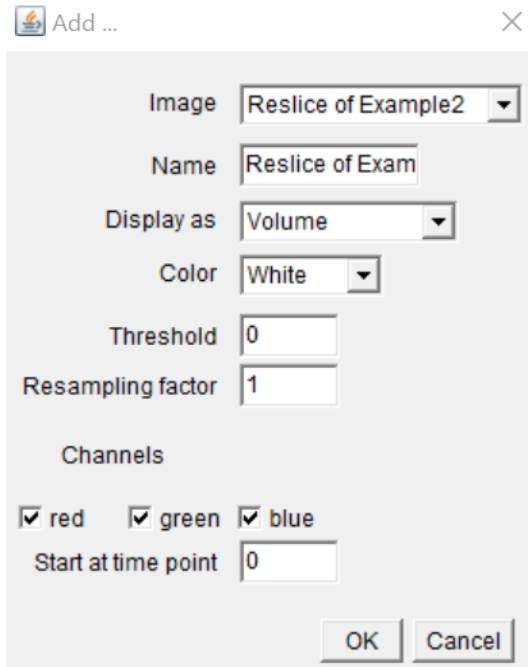 Add ...
Image Reslice of Example2
Name Reslice of Exam
Display as Volume
Color White
Threshold 0
Resampling factor 1
Channels
red green blue
Start at time point 0
OK Cancel